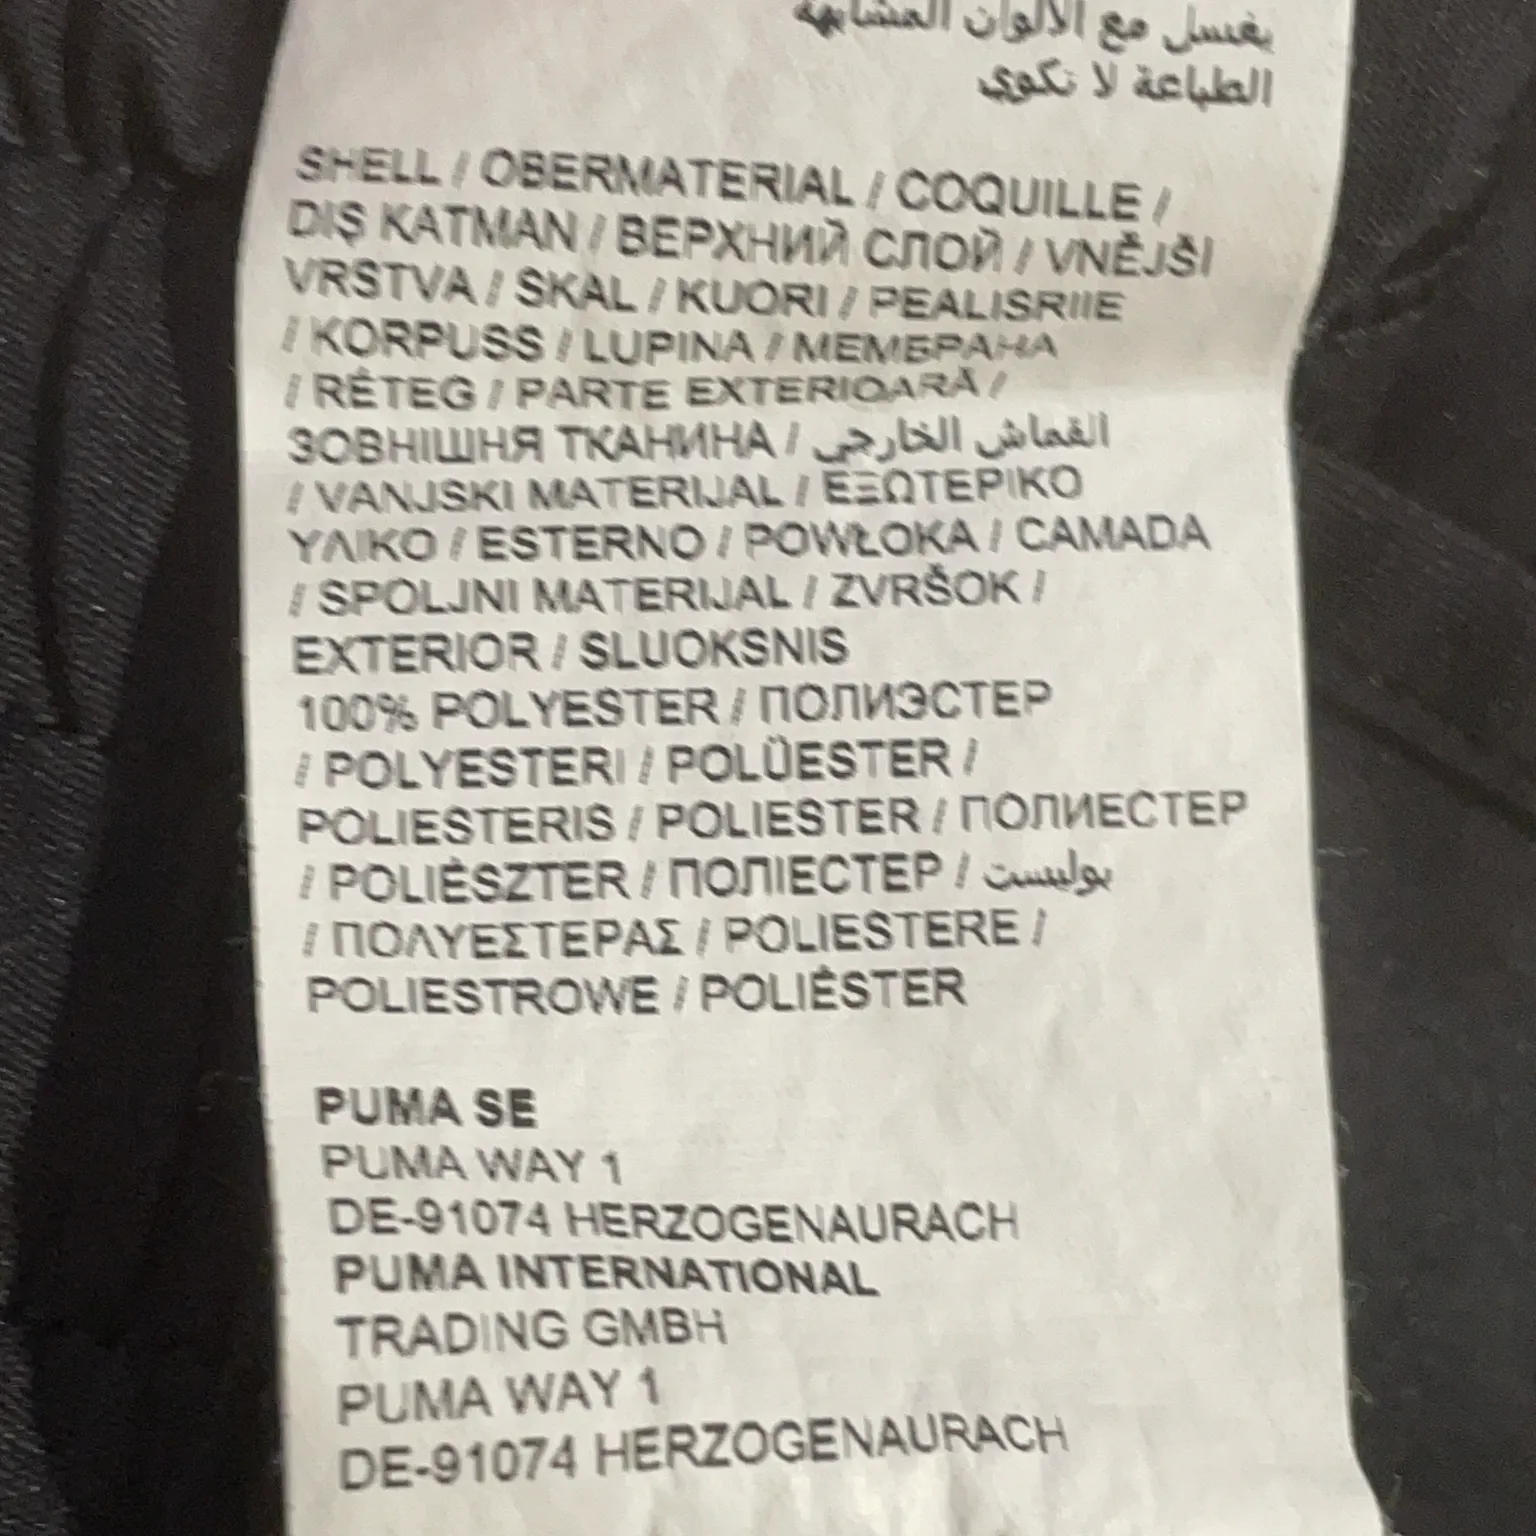 يغسل مع الألوان المشابهة
الطباعة لا تكوي
SHELL / OBERMATERIAL / COQUILLE /
DIŞ KATMAN / ВЕРХНИЙ СЛОЙ / VNĚJŠÍ
VRSTVA / SKAL / KUORI / PEALISRIIE
/ KORPUSS / LUPINA / МЕМБРАНА
/ RÉTEG / PARTE EXTERIOARĂ /
ЗОВНІШНЯ ТКАНИНА / القماش الخارجي
/ VANJSKI MATERIJAL / ΕΞΩΤΕΡΙΚΟ
ΥΛΙΚΟ / ESTERNO / POWŁOKA / CAMADA
/ SPOLJNI MATERIJAL / ZVRŠOK /
EXTERIOR / SLUOKSNIS
100% POLYESTER / ПОЛИЭСТЕР
/ POLYESTERI / POLÜESTER /
POLIESTERIS / POLIESTER / ПОЛИЕСТЕР
/ POLIÉSZTER / ПОЛІЕСТЕР / بوليست
/ ΠΟΛΥΕΣΤΕΡΑΣ / POLIESTERE /
POLIESTROWE / POLIÉSTER
PUMA SE
PUMA WAY 1
DE-91074 HERZOGENAURACH
PUMA INTERNATIONAL
TRADING GMBH
PUMA WAY 1
DE-91074 HERZOGENAURACH